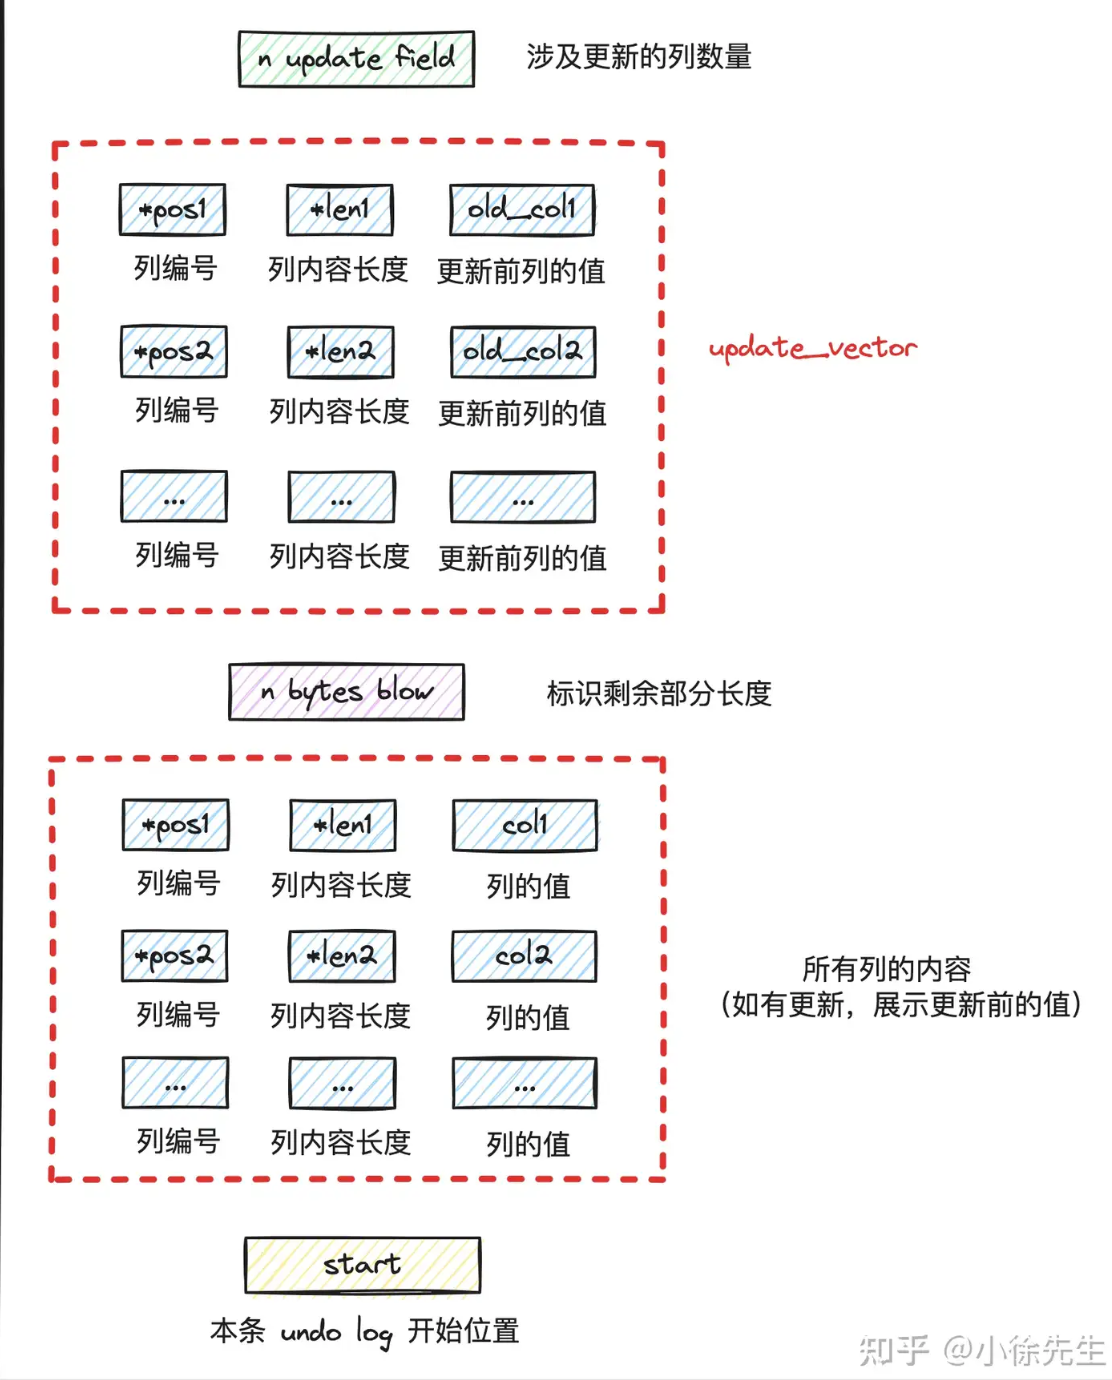 n update field 涉及更新的列数量
*pos1 *len1 old_col1
列编号 列内容长度 更新前列的值
*pos2 *len2 old_col2
列编号 列内容长度 更新前列的值
update_vector
... ... ...
列编号 列内容长度 更新前列的值
n bytes blow 标识剩余部分长度
*pos1 *len1 col1
列编号 列内容长度 列的值
*pos2 *len2 col2
列编号 列内容长度 列的值
所有列的内容
（如有更新，展示更新前的值）
... ... ...
列编号 列内容长度 列的值
start
本条 undo log 开始位置
知乎 @小徐先生